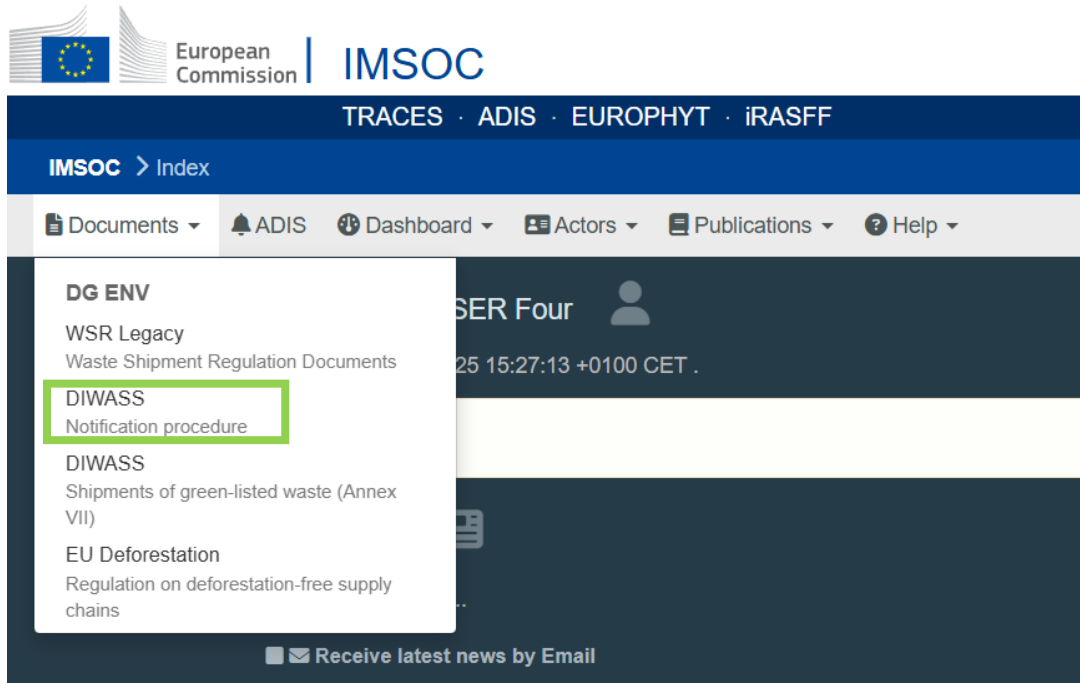 European
Commission
IMSOC
TRACES · ADIS · EUROPHYT · iRASFF
IMSOC > Index
Documents ADIS Dashboard Actors Publications Help
DG ENV
WSR Legacy
Waste Shipment Regulation Documents
DIWASS
Notification procedure
DIWASS
Shipments of green-listed waste (Annex
VII)
EU Deforestation
Regulation on deforestation-free supply
chains
SER Four
25 15:27:13 +0100 CET .
..
Receive latest news by Email